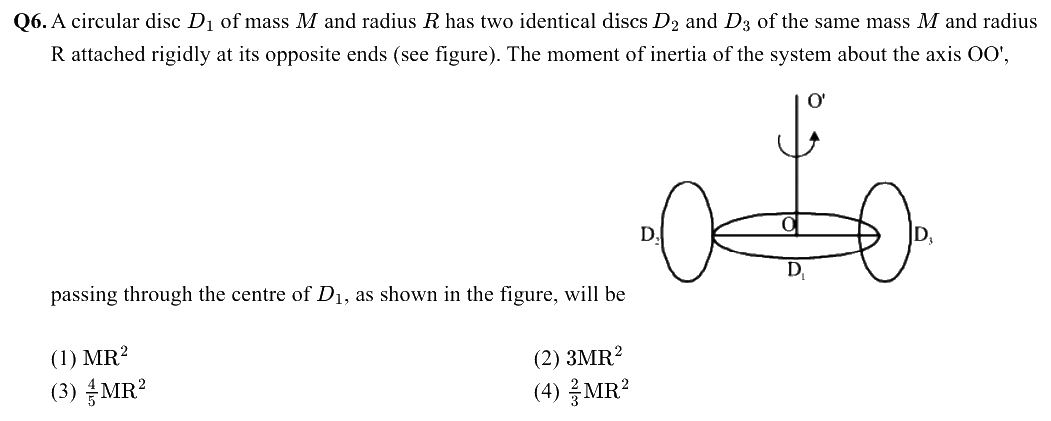 Q6. A circular disc D₁ of mass M and radius R has two identical discs D₂ and D₃ of the same mass M and radius
R attached rigidly at its opposite ends (see figure). The moment of inertia of the system about the axis OO',
O'
O
D₂
D₃
D₁
passing through the centre of D₁, as shown in the figure, will be
(1) MR² (2) 3MR²
(3) 4/5 MR² (4) 2/3 MR²